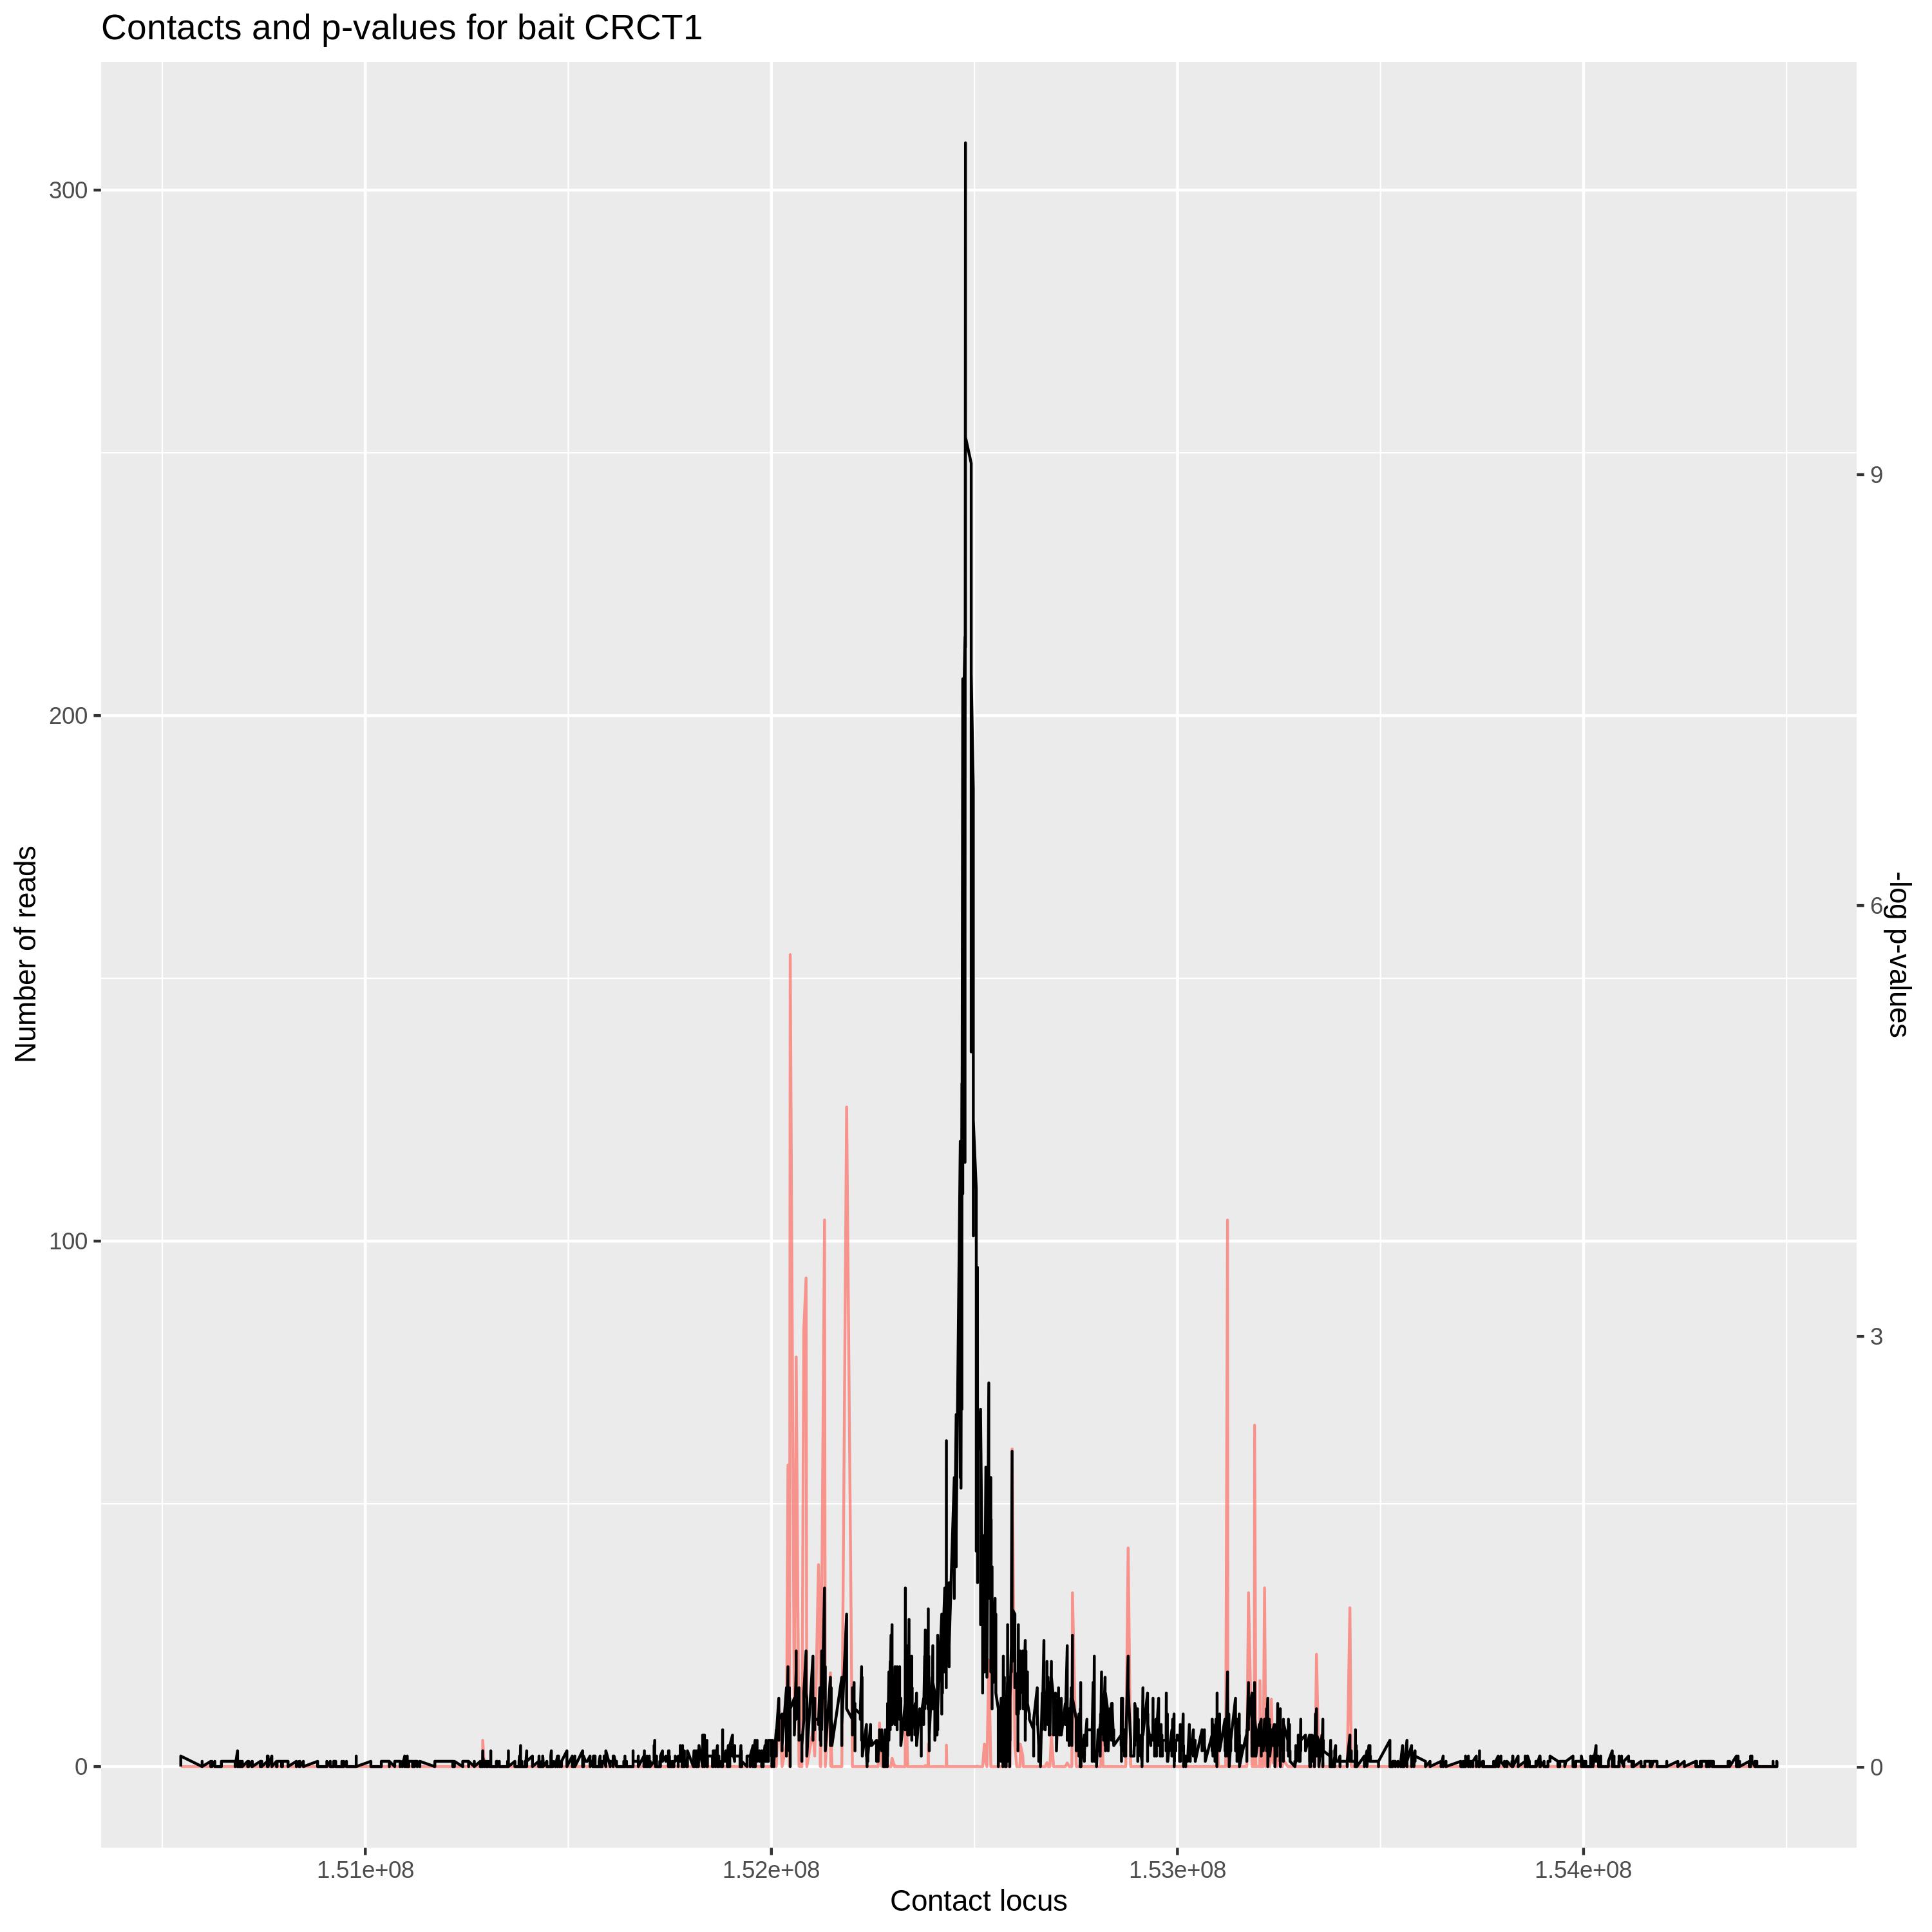 Contacts and p-values for bait CRCT1
300
200
100
0
Number of reads
9
6
3
0
-log p-values
1.51e+08
1.52e+08
1.53e+08
1.54e+08
Contact locus